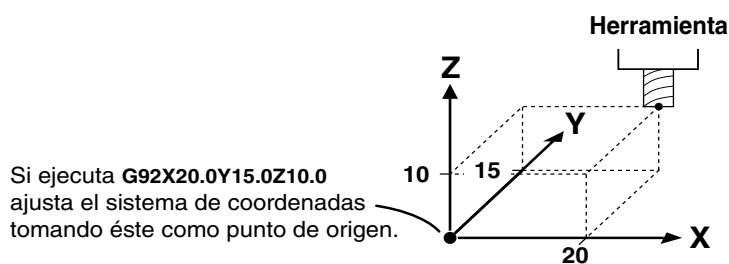 Herramienta
Z
Y
Si ejecuta G92X20.0Y15.0Z10.0
ajusta el sistema de coordenadas
tomando éste como punto de origen.
10
15
X
20